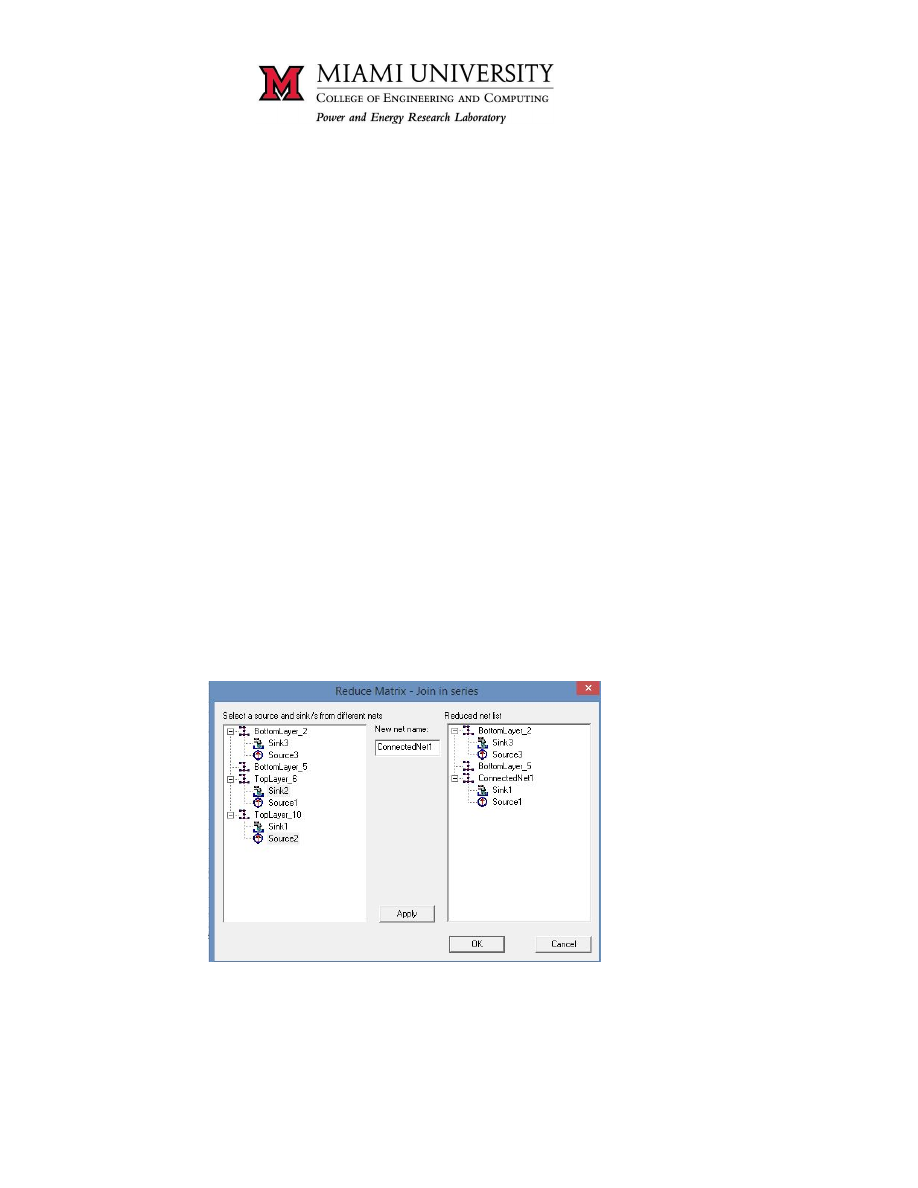 MIAMI UNIVERSITY
COLLEGE OF ENGINEERING AND COMPUTING
Power and Energy Research Laboratory
Reduce Matrix - Join in series
Select a source and sink/s from different nets
BottomLayer_2
Sink3
Source3
BottomLayer_5
TopLayer_6
Sink2
Source1
TopLayer_10
Sink1
Source2
New net name:
ConnectedNet1
Apply
Reduced net list
BottomLayer_2
Sink3
Source3
BottomLayer_5
ConnectedNet1
Sink1
Source1
OK
Cancel